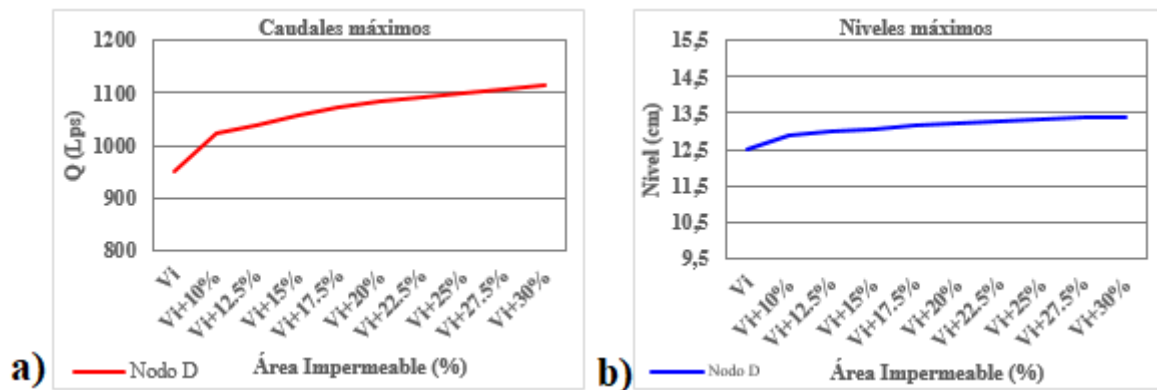 Caudales máximos
1200
1100
1000
900
800
Q (Lps)
Vi
Vi+10%
Vi+12.5%
Vi+15%
Vi+17.5%
Vi+20%
Vi+22.5%
Vi+25%
Vi+27.5%
Vi+30%
a)
Nodo D
Área Impermeable (%)
Niveles máximos
15,5
14,5
13,5
12,5
11,5
10,5
9,5
Nivel (cm)
Vi
Vi+10%
Vi+12.5%
Vi+15%
Vi+17.5%
Vi+20%
Vi+22.5%
Vi+25%
Vi+27.5%
Vi+30%
b)
Nodo D
Área Impermeable (%)